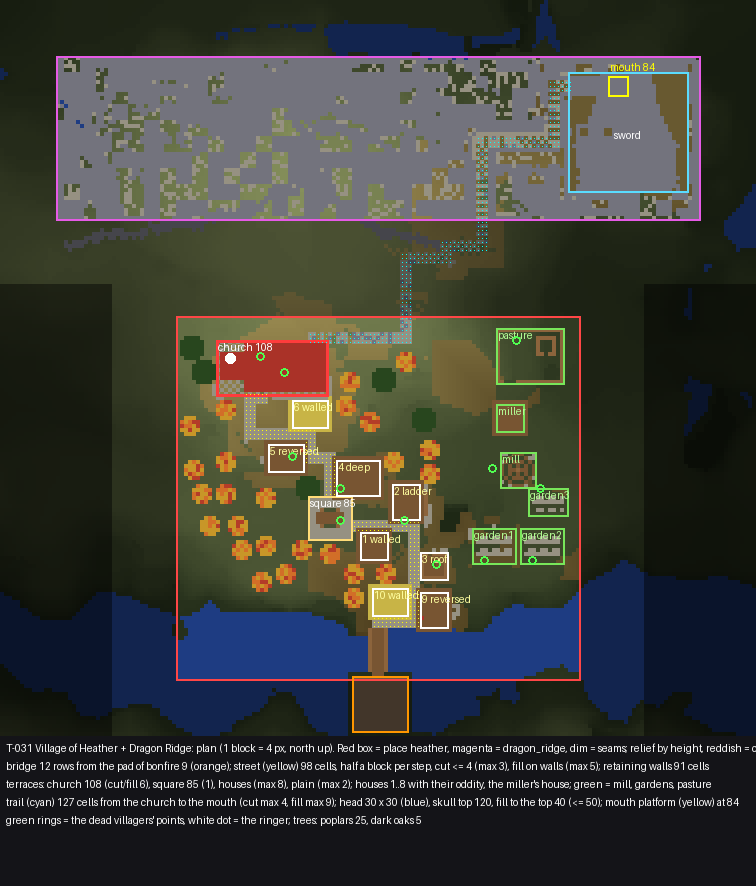 mouth 84
sword
church 108
pasture
6 walled
miller
5 reversed
4 deep
mill
2 ladder
garden3
square 85
1 walled
garden1
garden2
3 roof
10 walled
9 reversed
T-031 Village of Heather + Dragon Ridge: plan (1 block = 4 px, north up). Red box = place heather, magenta = dragon_ridge, dim = seams; relief by height, reddish = c
bridge 12 rows from the pad of bonfire 9 (orange); street (yellow) 98 cells, half a block per step, cut <= 4 (max 3), fill on walls (max 5); retaining walls 91 cells
terraces: church 108 (cut/fill 6), square 85 (1), houses (max 8), plain (max 2); houses 1..8 with their oddity, the miller's house; green = mill, gardens, pasture
trail (cyan) 127 cells from the church to the mouth (cut max 4, fill max 9); head 30 x 30 (blue), skull top 120, fill to the top 40 (<= 50); mouth platform (yellow) at 84
green rings = the dead villagers' points, white dot = the ringer; trees: poplars 25, dark oaks 5